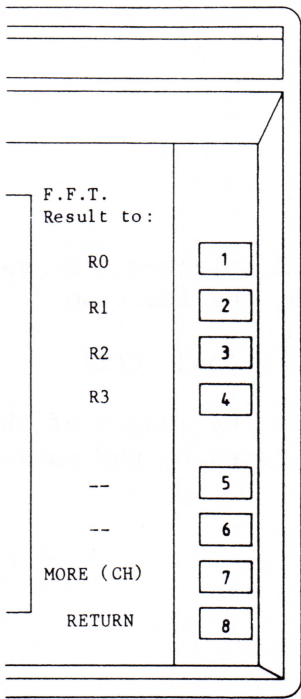 F.F.T.
Result to:
R0 1
R1 2
R2 3
R3 4
-- 5
-- 6
MORE (CH) 7
RETURN 8